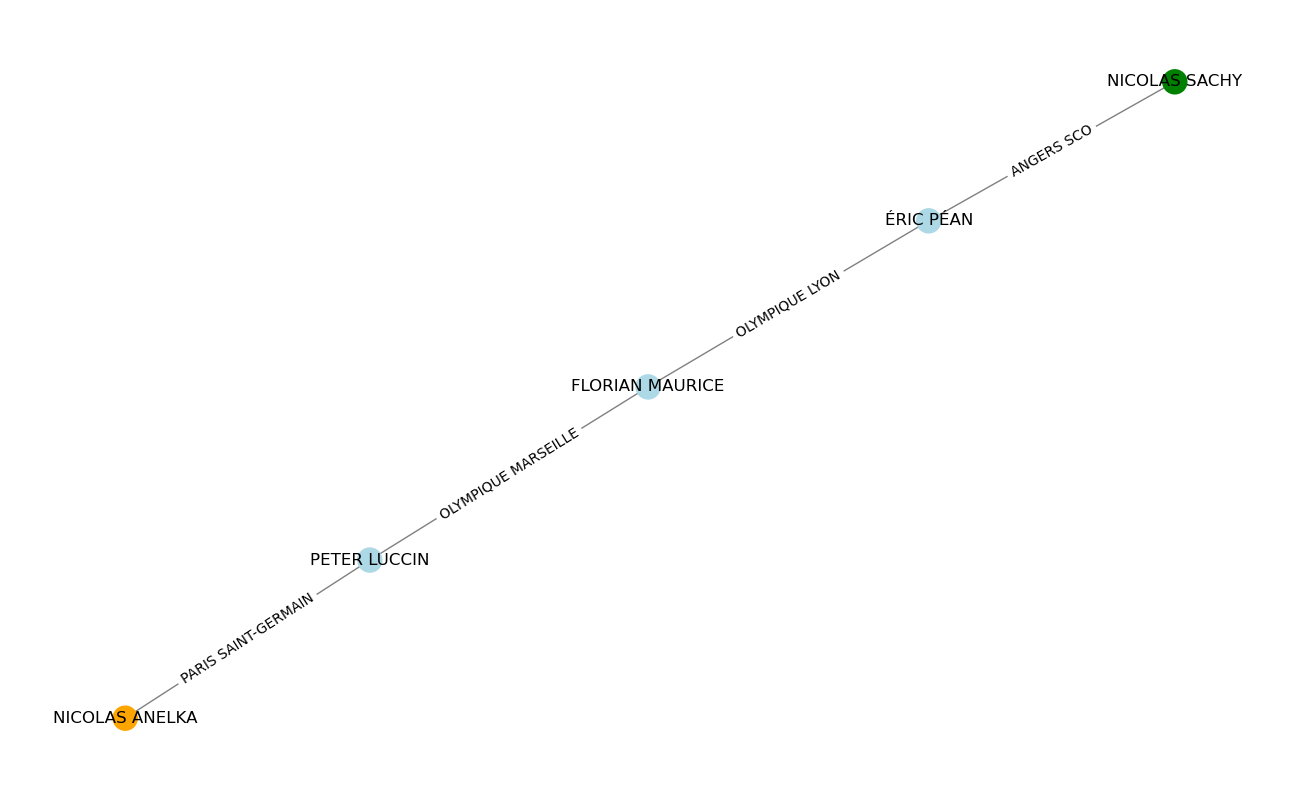 NICOLAS SACHY
ANGERS SCO
ÉRIC PÉAN
OLYMPIQUE LYON
FLORIAN MAURICE
OLYMPIQUE MARSEILLE
PETER LUCCIN
PARIS SAINT-GERMAIN
NICOLAS ANELKA